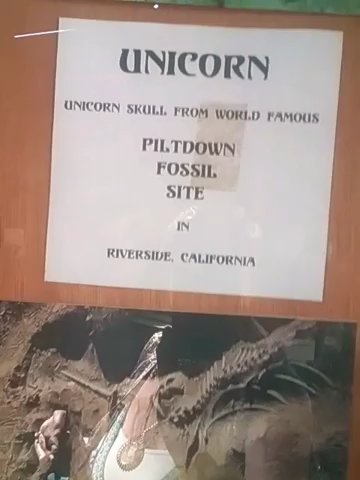 UNICORN
UNICORN SKULL FROM WORLD FAMOUS
PILTDOWN
FOSSIL
SITE
IN
RIVERSIDE, CALIFORNIA